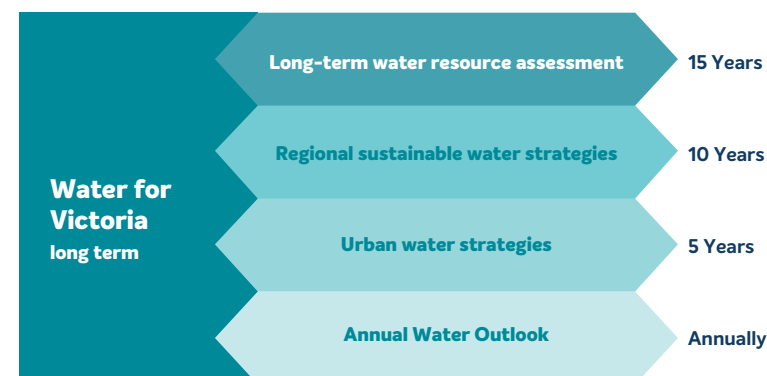 Water for
Victoria
long term
Long-term water resource assessment
15 Years
Regional sustainable water strategies
10 Years
Urban water strategies
5 Years
Annual Water Outlook
Annually